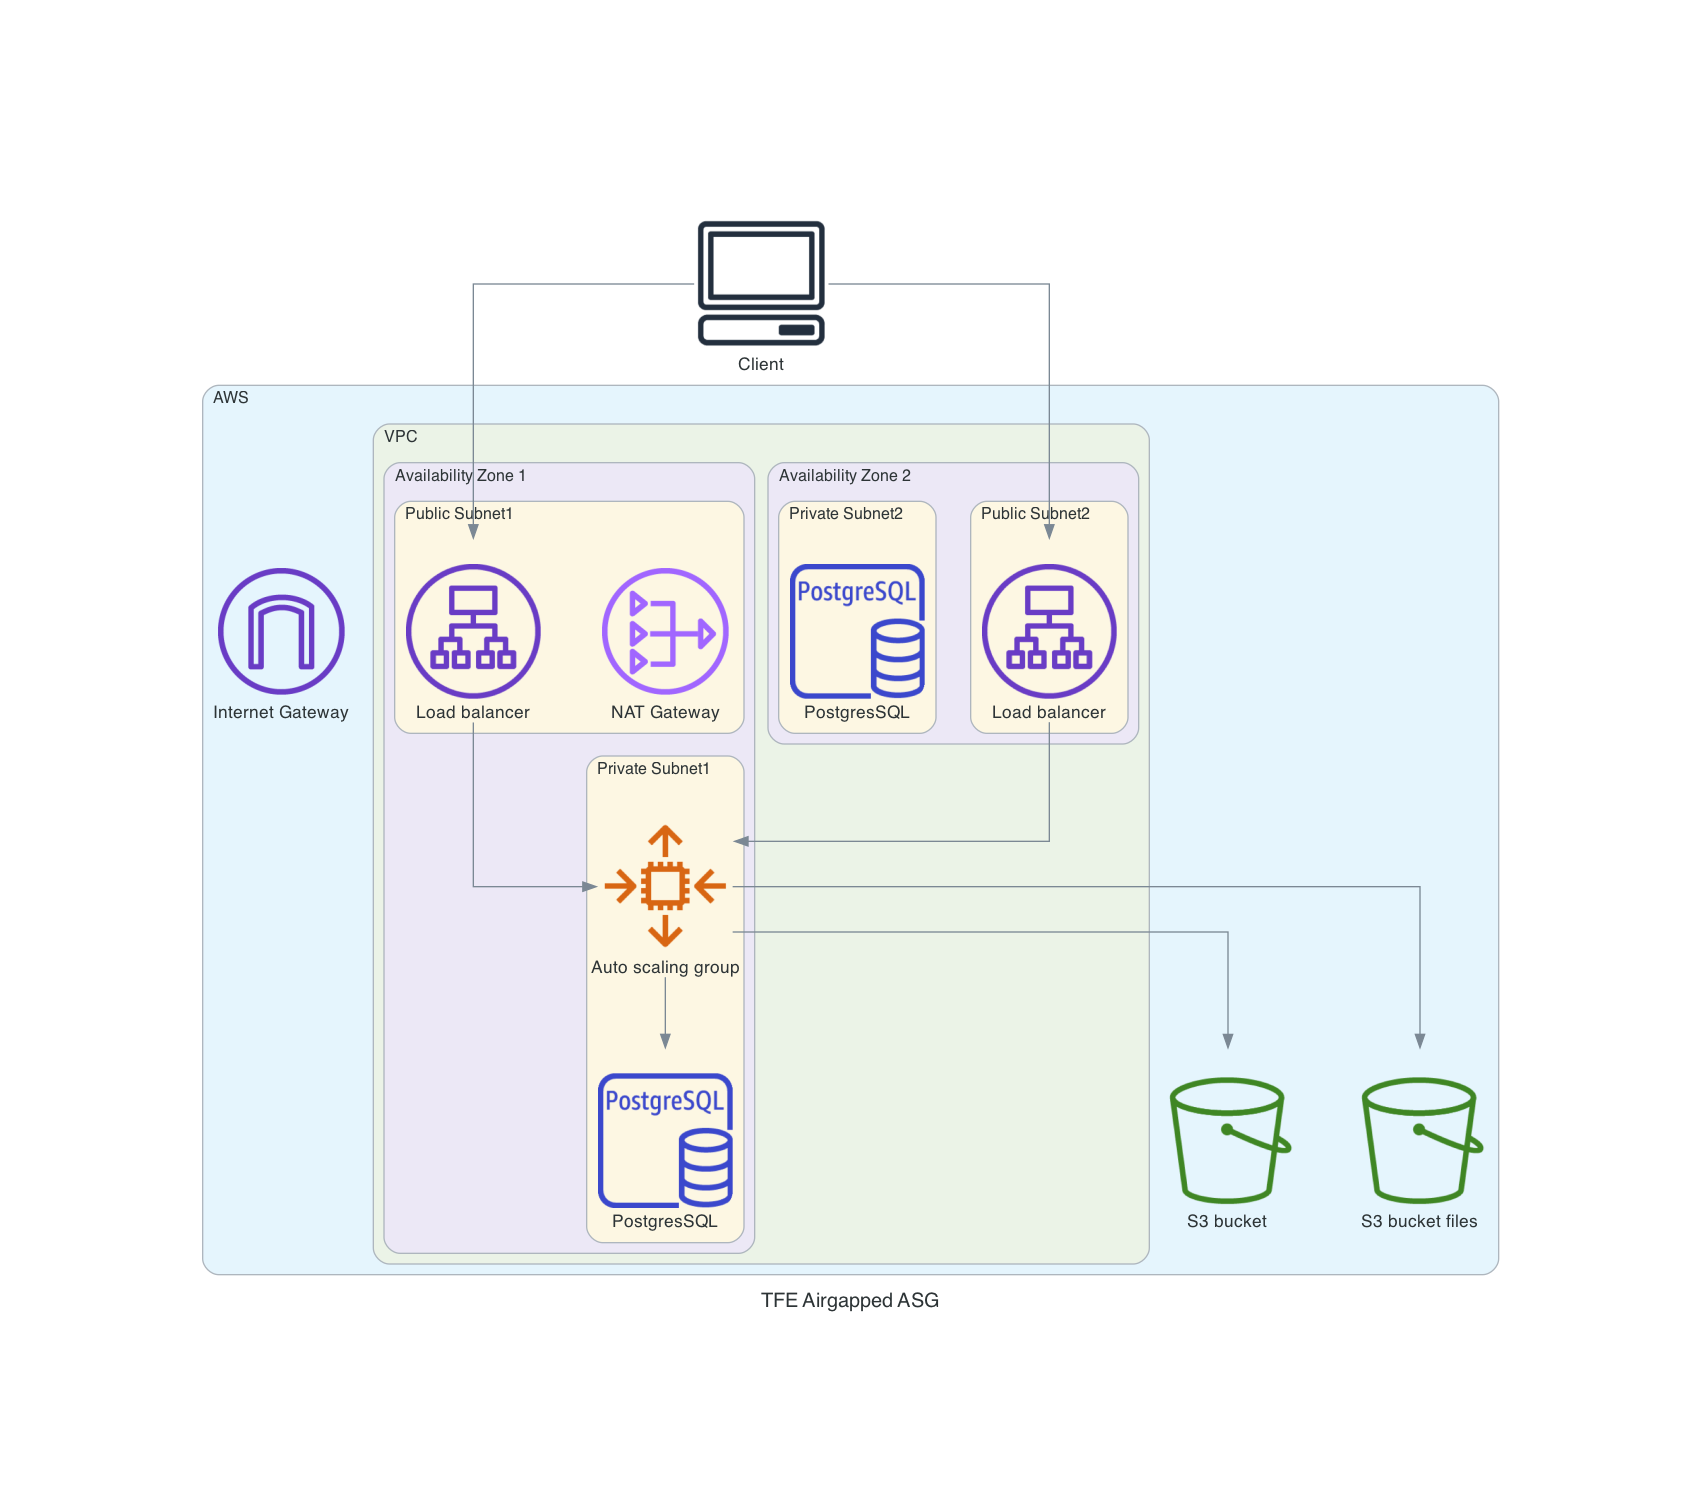 Client
AWS
VPC
Availability Zone 1
Availability Zone 2
Public Subnet1
Private Subnet2
Public Subnet2
PostgreSQL
Internet Gateway
Load balancer
NAT Gateway
PostgresSQL
Load balancer
Private Subnet1
Auto scaling group
PostgreSQL
PostgresSQL
S3 bucket
S3 bucket files
TFE Airgapped ASG